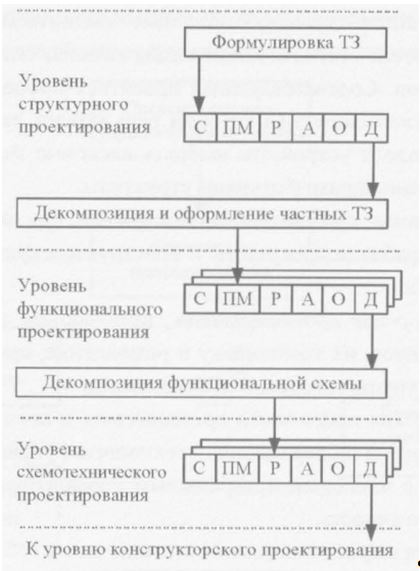 Формулировка ТЗ
Уровень
структурного
проектирования
С ПМ Р А О Д
Декомпозиция и оформление частных ТЗ
Уровень
функционального
проектирования
С ПМ Р А О Д
Декомпозиция функциональной схемы
Уровень
схемотехнического
проектирования
С ПМ Р А О Д
К уровню конструкторского проектирования